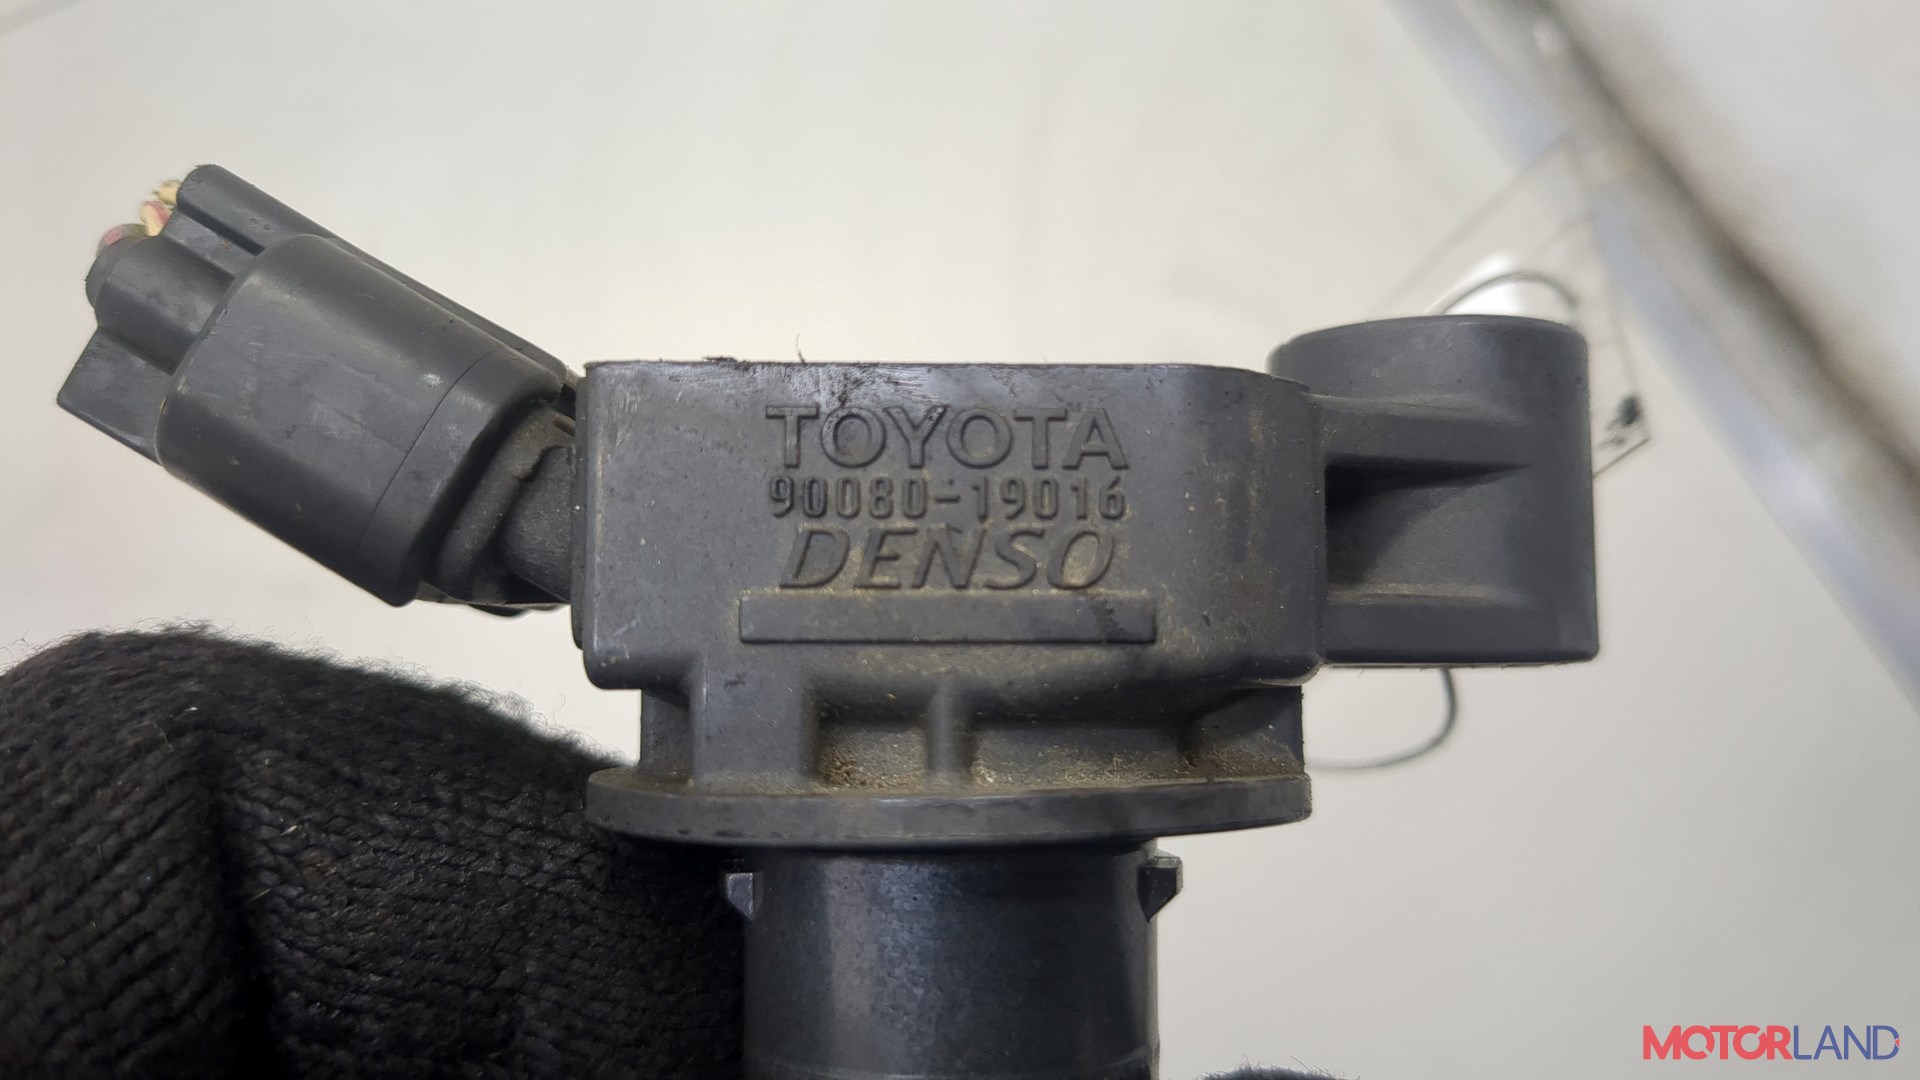 TOYOTA
90080-19016
DENSO
MOTORLAND